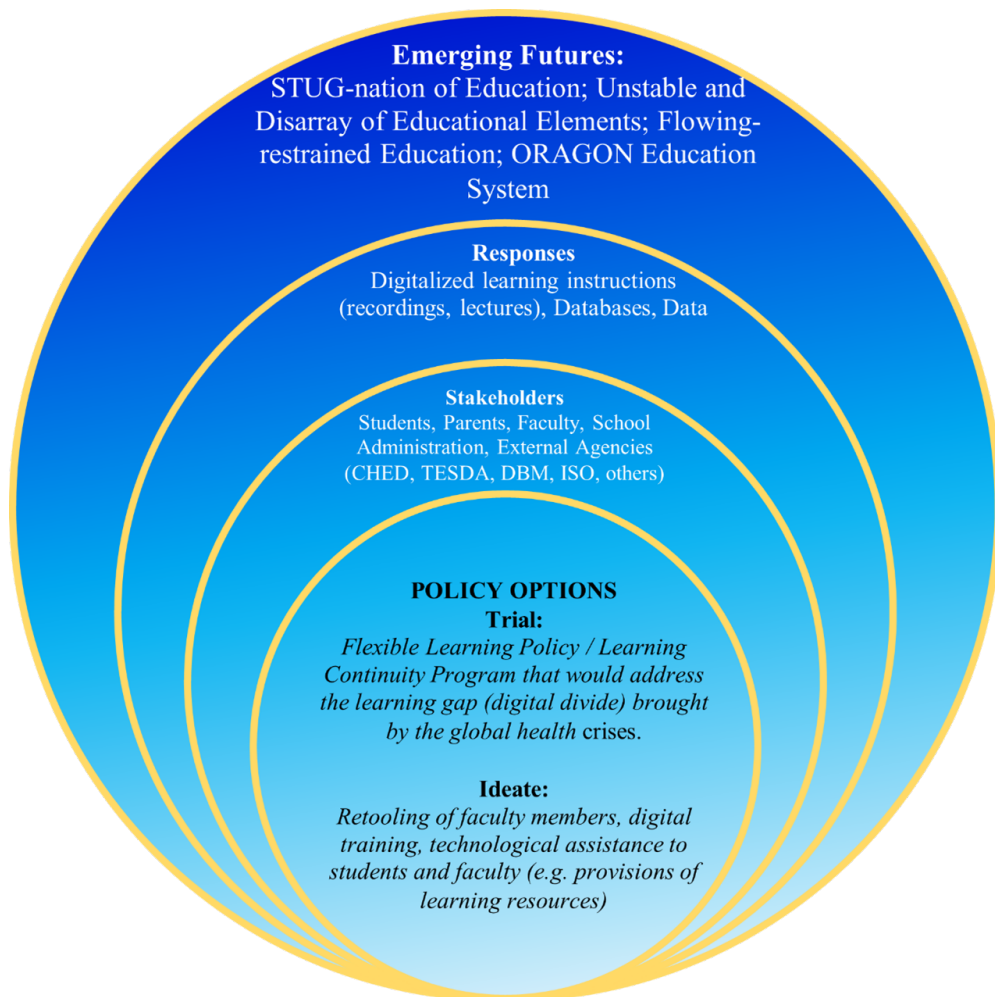 Emerging Futures:
STUG-nation of Education; Unstable and
Disarray of Educational Elements; Flowing-
restrained Education; ORAGON Education
System
Responses
Digitalized learning instructions
(recordings, lectures), Databases, Data
Stakeholders
Students, Parents, Faculty, School
Administration, External Agencies
(CHED, TESDA, DBM, ISO, others)
POLICY OPTIONS
Trial:
Flexible Learning Policy / Learning
Continuity Program that would address
the learning gap (digital divide) brought
by the global health crises.
Ideate:
Retooling of faculty members, digital
training, technological assistance to
students and faculty (e.g. provisions of
learning resources)